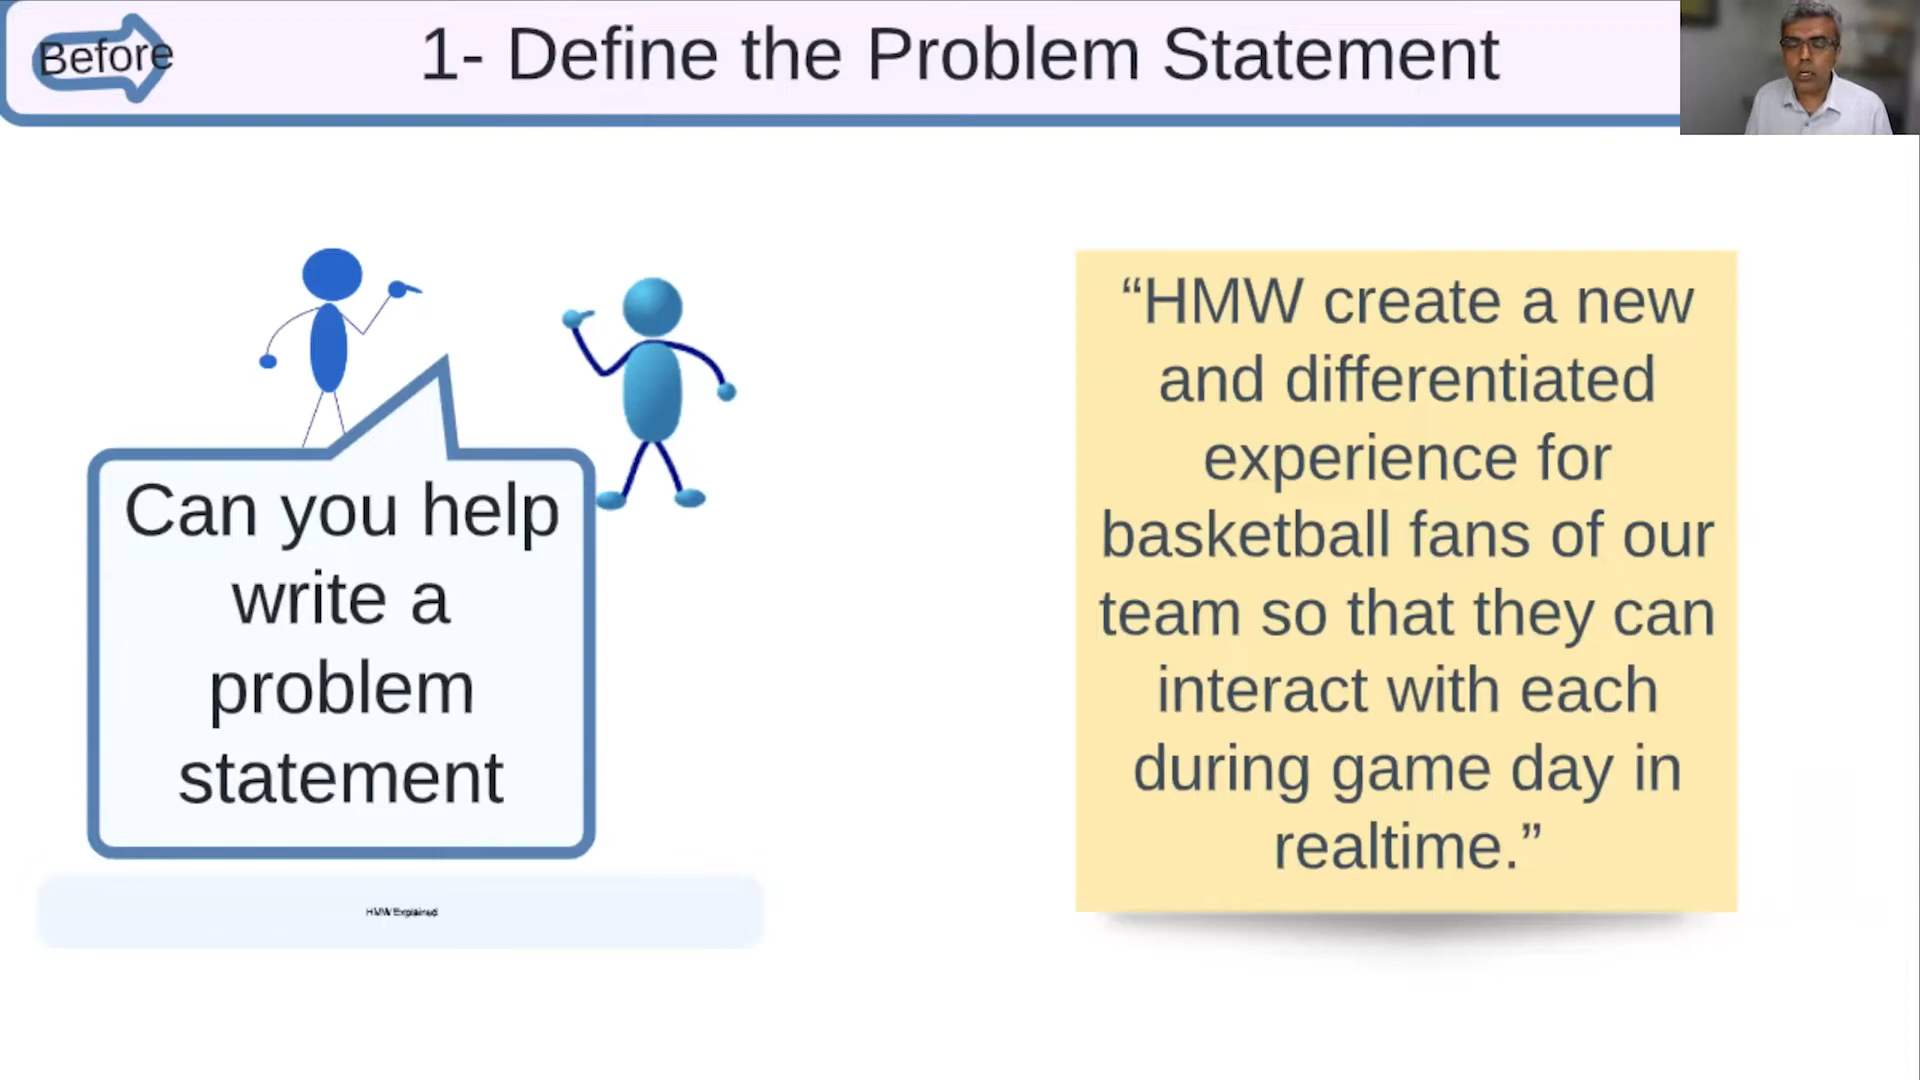 Before
1- Define the Problem Statement
Can you help
write a
problem
statement
HMW Explained
“HMW create a new
and differentiated
experience for
basketball fans of our
team so that they can
interact with each
during game day in
realtime.”